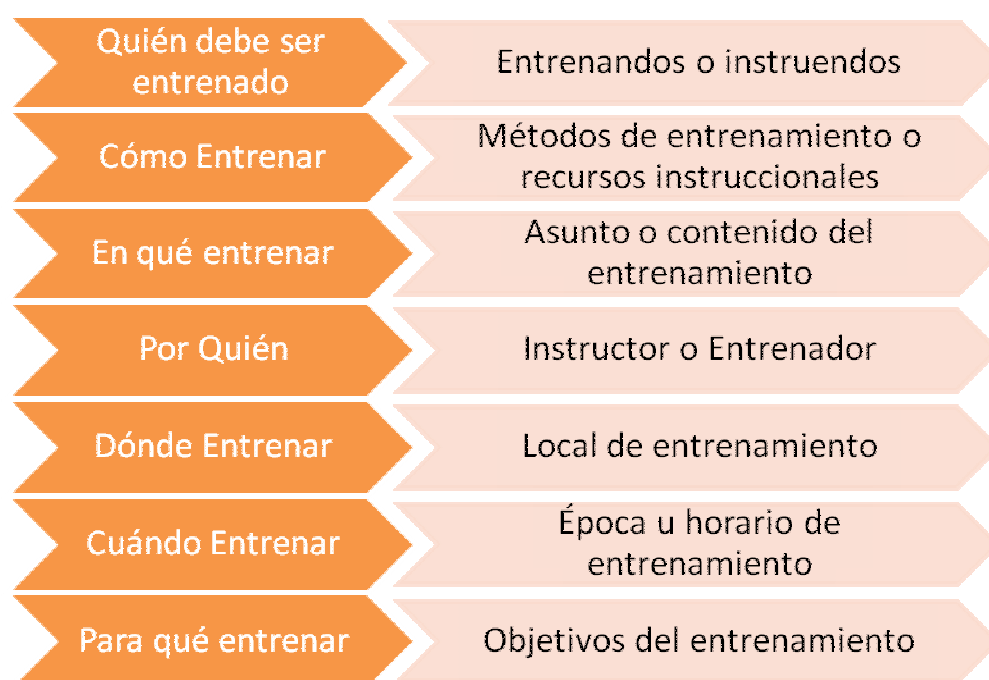 Quién debe ser
entrenado
Entrenandos o instruendos
Cómo Entrenar
Métodos de entrenamiento o
recursos instruccionales
En qué entrenar
Asunto o contenido del
entrenamiento
Por Quién
Instructor o Entrenador
Dónde Entrenar
Local de entrenamiento
Cuándo Entrenar
Época u horario de
entrenamiento
Para qué entrenar
Objetivos del entrenamiento